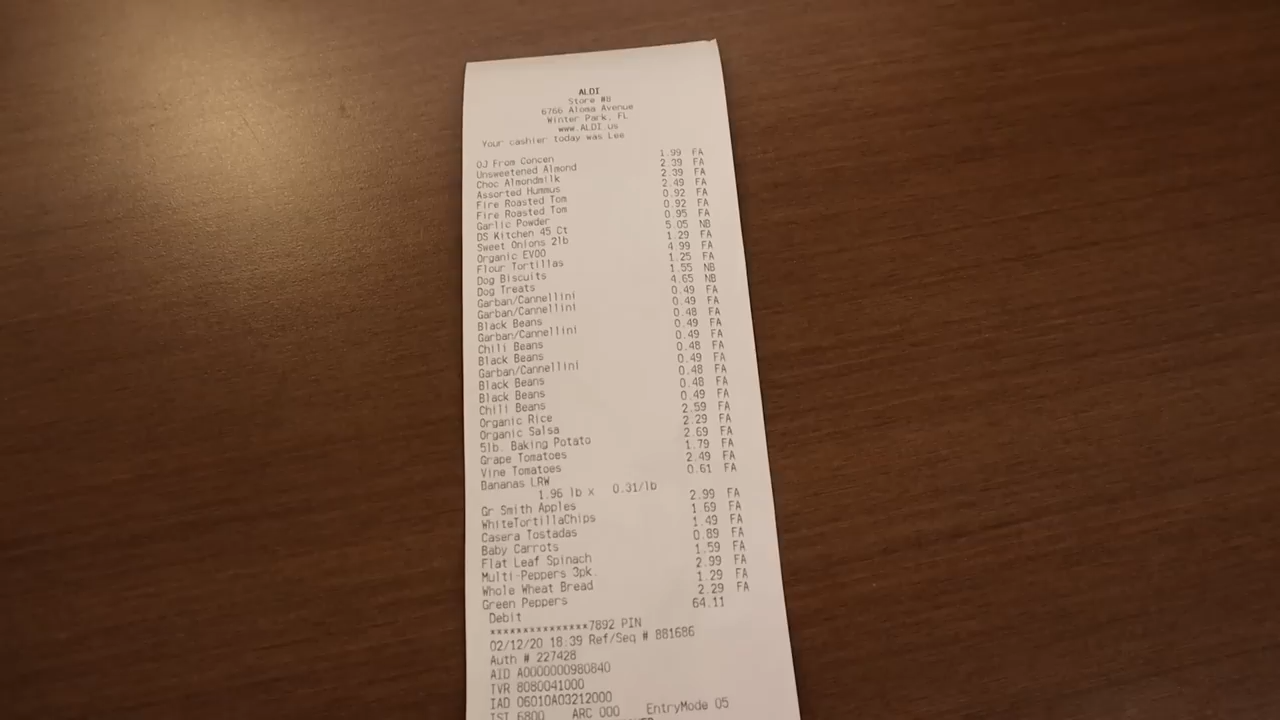 ALDI
Store #8
6766 Aloma Avenue
Winter Park, FL
www.ALDI.us
Your cashier today was Lee
OJ From Concen 1.99 FA
Unsweetened Almond 2.39 FA
Choc Almondmilk 2.39 FA
Assorted Hummus 2.49 FA
Fire Roasted Tom 0.92 FA
Fire Roasted Tom 0.92 FA
Garlic Powder 0.95 FA
DS Kitchen 45 Ct 5.05 NB
Sweet Onions 2lb 1.29 FA
Organic EVOO 4.99 FA
Flour Tortillas 1.25 FA
Dog Biscuits 1.55 NB
Dog Treats 4.65 NB
Garban/Cannellini 0.49 FA
Garban/Cannellini 0.49 FA
Black Beans 0.48 FA
Garban/Cannellini 0.49 FA
Chili Beans 0.49 FA
Black Beans 0.48 FA
Garban/Cannellini 0.49 FA
Black Beans 0.48 FA
Black Beans 0.48 FA
Chili Beans 0.49 FA
Organic Rice 2.59 FA
Organic Salsa 2.29 FA
5lb. Baking Potato 2.69 FA
Grape Tomatoes 1.79 FA
Vine Tomatoes 2.49 FA
Bananas LRW 0.61 FA
1.96 lb x 0.31/lb
Gr Smith Apples 2.99 FA
WhiteTortillaChips 1.69 FA
Casera Tostadas 1.49 FA
Baby Carrots 0.89 FA
Flat Leaf Spinach 1.59 FA
Multi-Peppers 3pk. 2.99 FA
Whole Wheat Bread 1.29 FA
Green Peppers 2.29 FA
Debit 64.11
***************7892 PIN
02/12/20 18:39 Ref/Seq # 881686
Auth # 227428
AID A0000000980840
TVR 8080041000
IAD 06010A03212000
TSI 6800 ARC 000 EntryMode 05